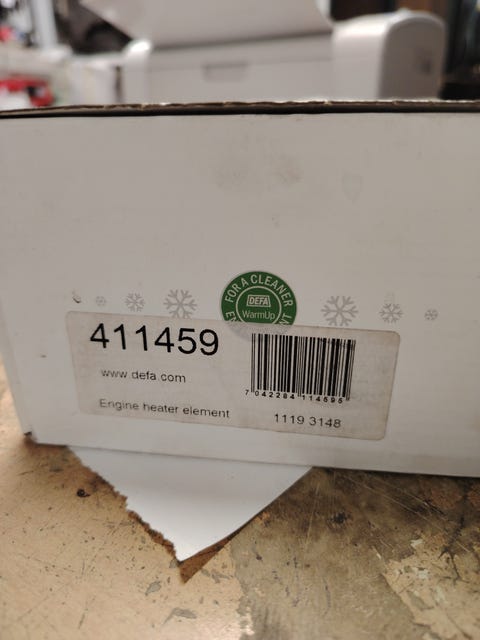 FOR A CLEANER
DEFA
WarmUp
411459
www.defa.com
7 042284 114595
Engine heater element
1119 3148